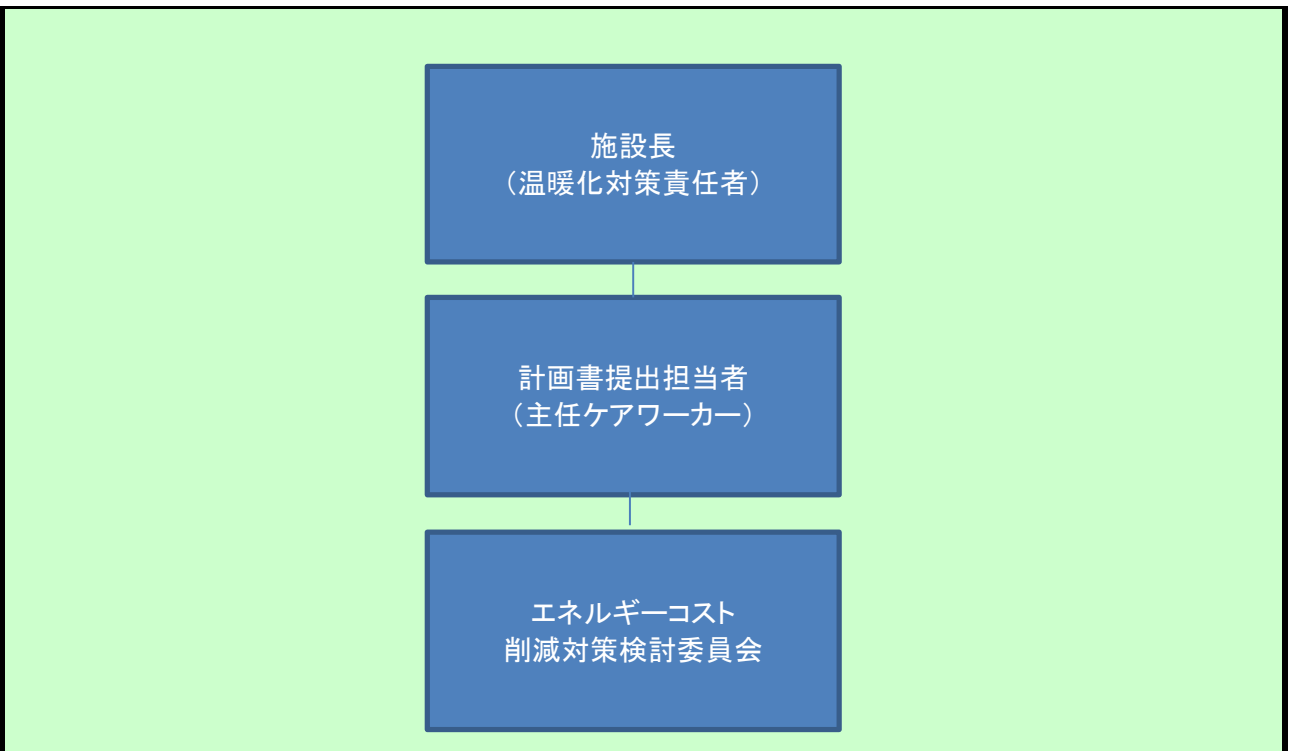 施設長
（温暖化対策責任者）
計画書提出担当者
（主任ケアワーカー）
エネルギーコスト
削減対策検討委員会